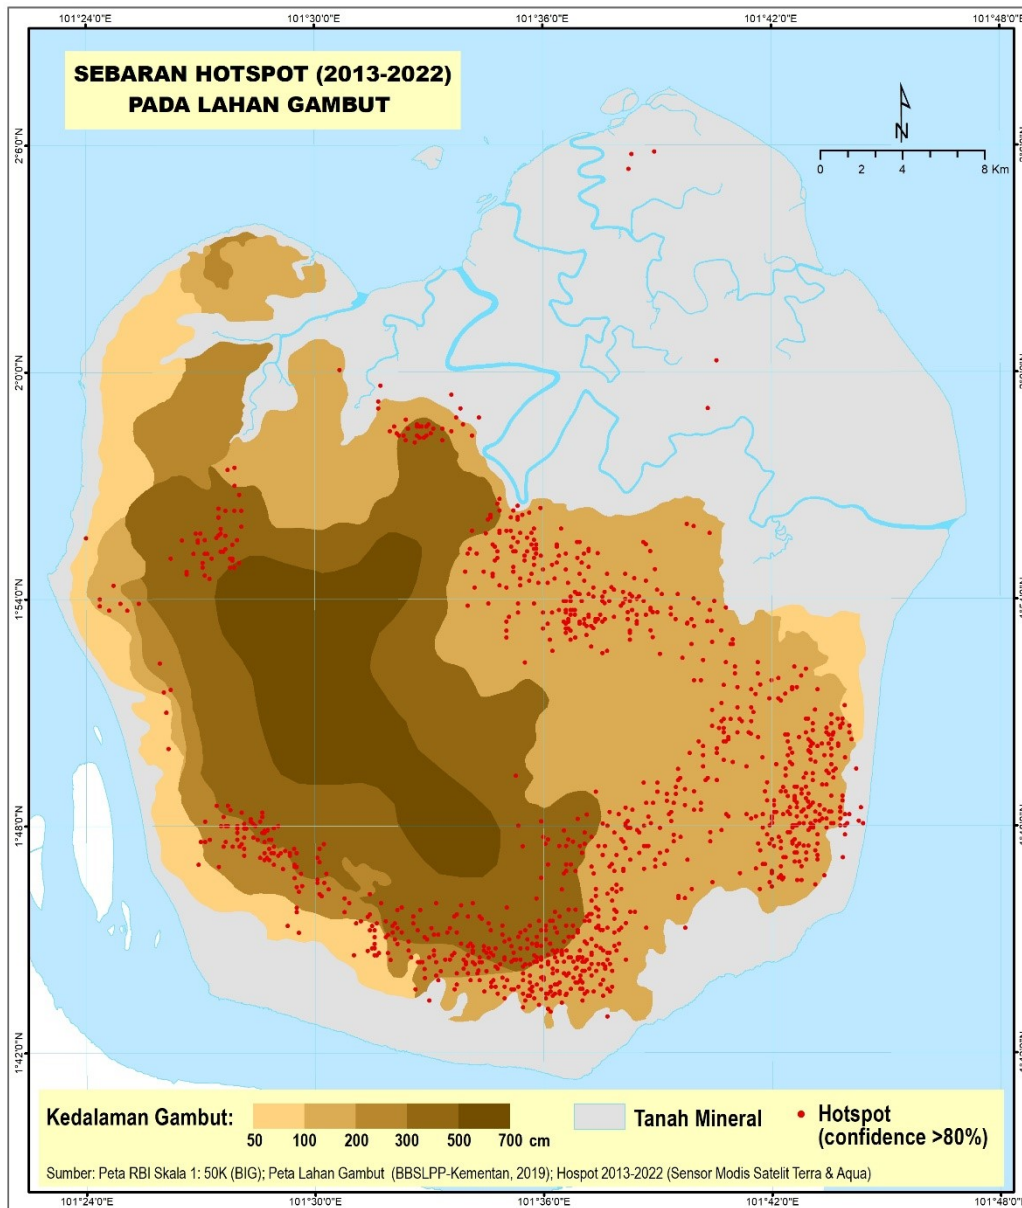 101°24'0"E 101°30'0"E 101°36'0"E 101°42'0"E 101°48'0"E
SEBARAN HOTSPOT (2013-2022)
PADA LAHAN GAMBUT
N
0 2 4 8 Km
2°6'0"N
2°0'0"N 2°0'0"N
1°54'0"N
1°48'0"N
1°42'0"N
Kedalaman Gambut:
50 100 200 300 500 700 cm
Tanah Mineral
Hotspot
(confidence >80%)
Sumber: Peta RBI Skala 1: 50K (BIG); Peta Lahan Gambut (BBSLPP-Kementan, 2019); Hospot 2013-2022 (Sensor Modis Satelit Terra & Aqua)
101°24'0"E 101°30'0"E 101°36'0"E 101°42'0"E 101°48'0"E